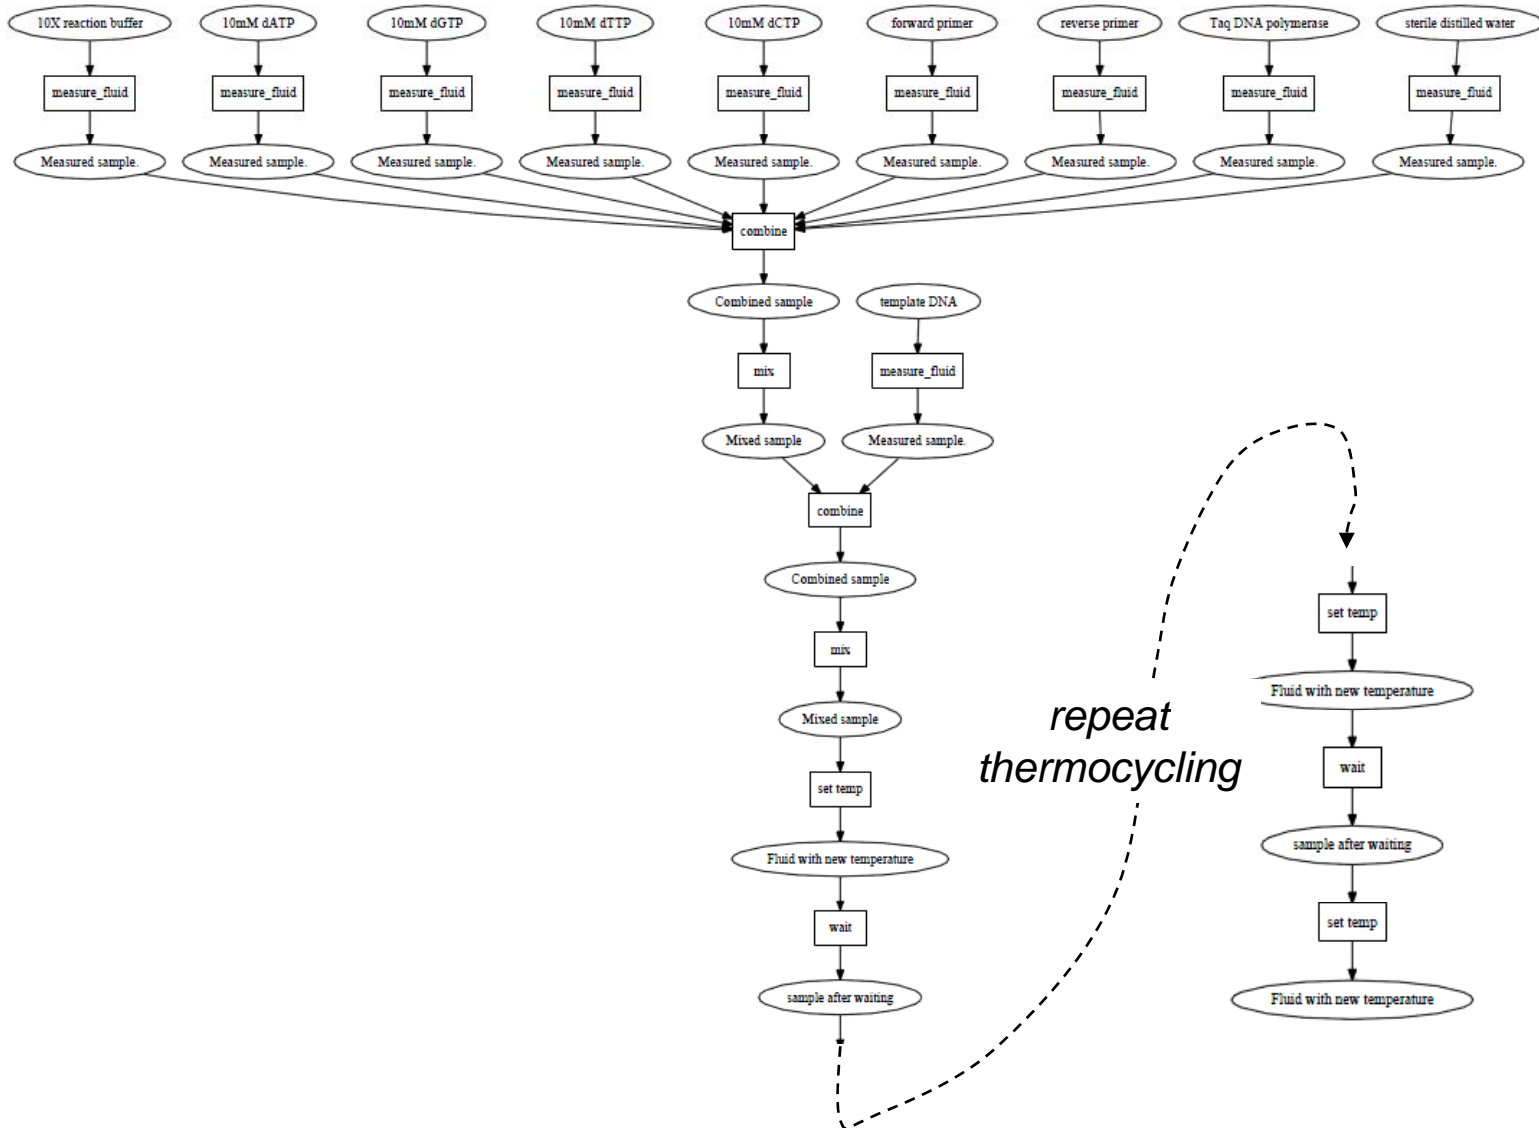 10X reaction buffer
10mM dATP
10mM dGTP
10mM dTTP
10mM dCTP
forward primer
reverse primer
Taq DNA polymerase
sterile distilled water
measure_fluid
measure_fluid
measure_fluid
measure_fluid
measure_fluid
measure_fluid
measure_fluid
measure_fluid
measure_fluid
Measured sample.
Measured sample.
Measured sample.
Measured sample.
Measured sample.
Measured sample.
Measured sample.
Measured sample.
Measured sample.
combine
Combined sample
template DNA
mix
measure_fluid
Mixed sample
Measured sample.
combine
Combined sample
mix
Mixed sample
set temp
Fluid with new temperature
wait
sample after waiting
repeat
thermocycling
set temp
Fluid with new temperature
wait
sample after waiting
set temp
Fluid with new temperature